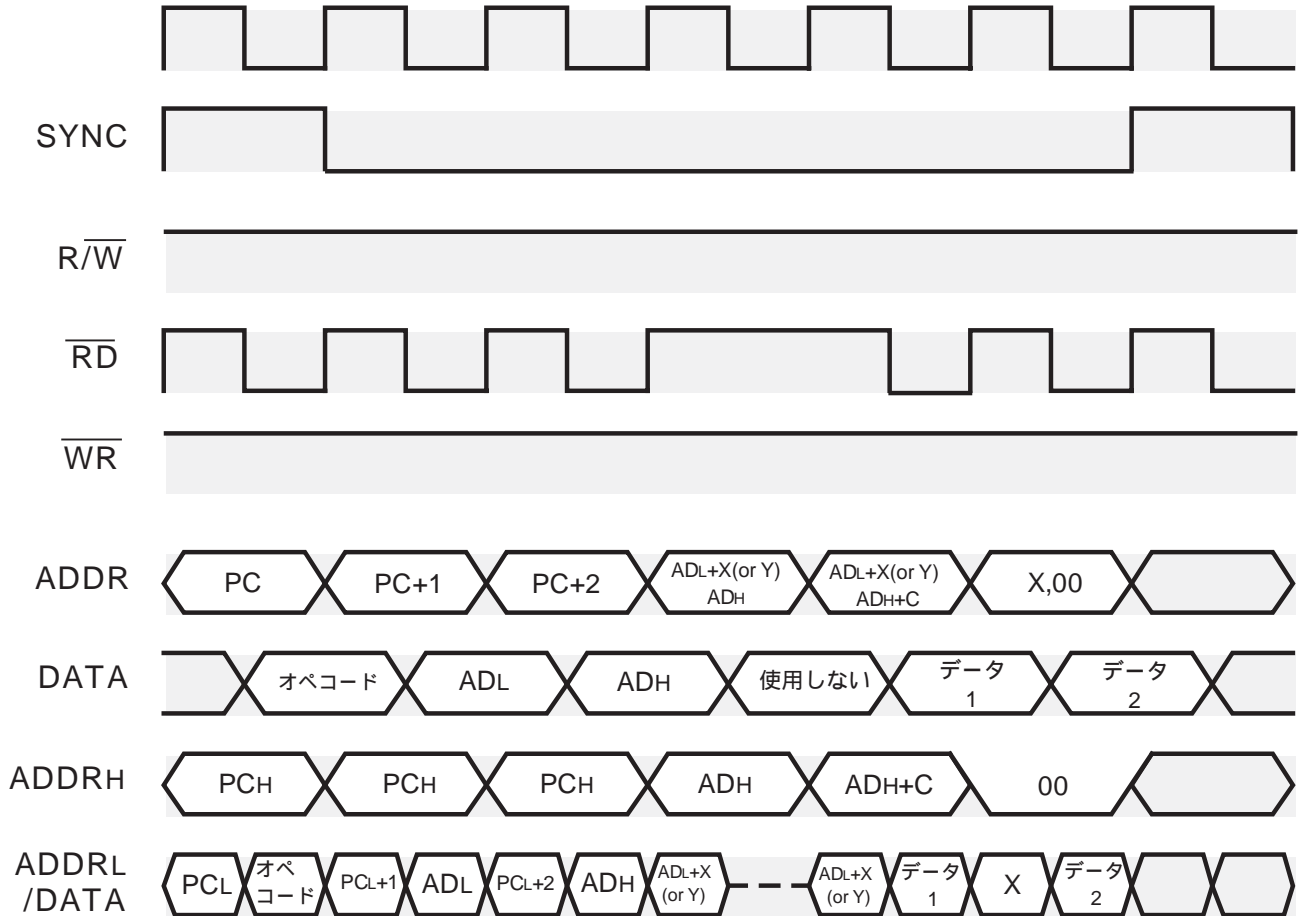 SYNC
R/W
RD
WR
ADDR
PC
PC+1
PC+2
ADL+X(or Y)
ADH
ADL+X(or Y)
ADH+C
X,00
DATA
オペコード
ADL
ADH
使用しない
データ
1
データ
2
ADDRH
PCH
PCH
PCH
ADH
ADH+C
00
ADDRL
/DATA
PCL
オペ
コード
PCL+1
ADL
PCL+2
ADH
ADL+X
(or Y)
ADL+X
(or Y)
データ
1
X
データ
2